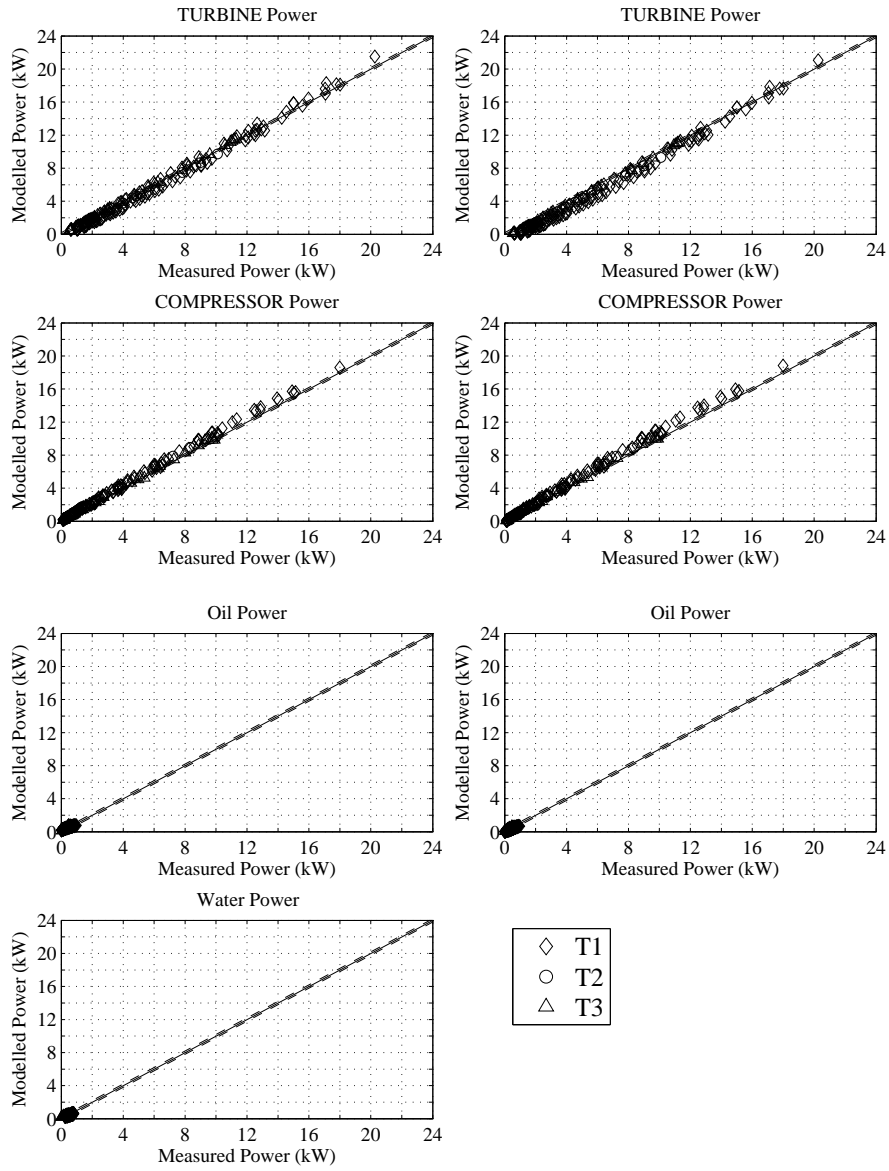 TURBINE Power
24
20
16
12
8
4
0
4 8 12 16 20 24
Modelled Power (kW)
Measured Power (kW)
TURBINE Power
24
20
16
12
8
4
0 4 8 12 16 20 24
Modelled Power (kW)
Measured Power (kW)
COMPRESSOR Power
24
20
16
12
8
4
0
0 4 8 12 16 20 24
Modelled Power (kW)
Measured Power (kW)
COMPRESSOR Power
24
20
16
12
8
4
0
0 4 8 12 16 20 24
Modelled Power (kW)
Measured Power (kW)
Oil Power
24
20
16
12
8
4
0
0 4 8 12 16 20 24
Modelled Power (kW)
Measured Power (kW)
Oil Power
24
20
16
12
8
4
0
0 4 8 12 16 20 24
Modelled Power (kW)
Measured Power (kW)
Water Power
24
20
16
12
8
4
0
0 4 8 12 16 20 24
Modelled Power (kW)
Measured Power (kW)
T1
T2
T3